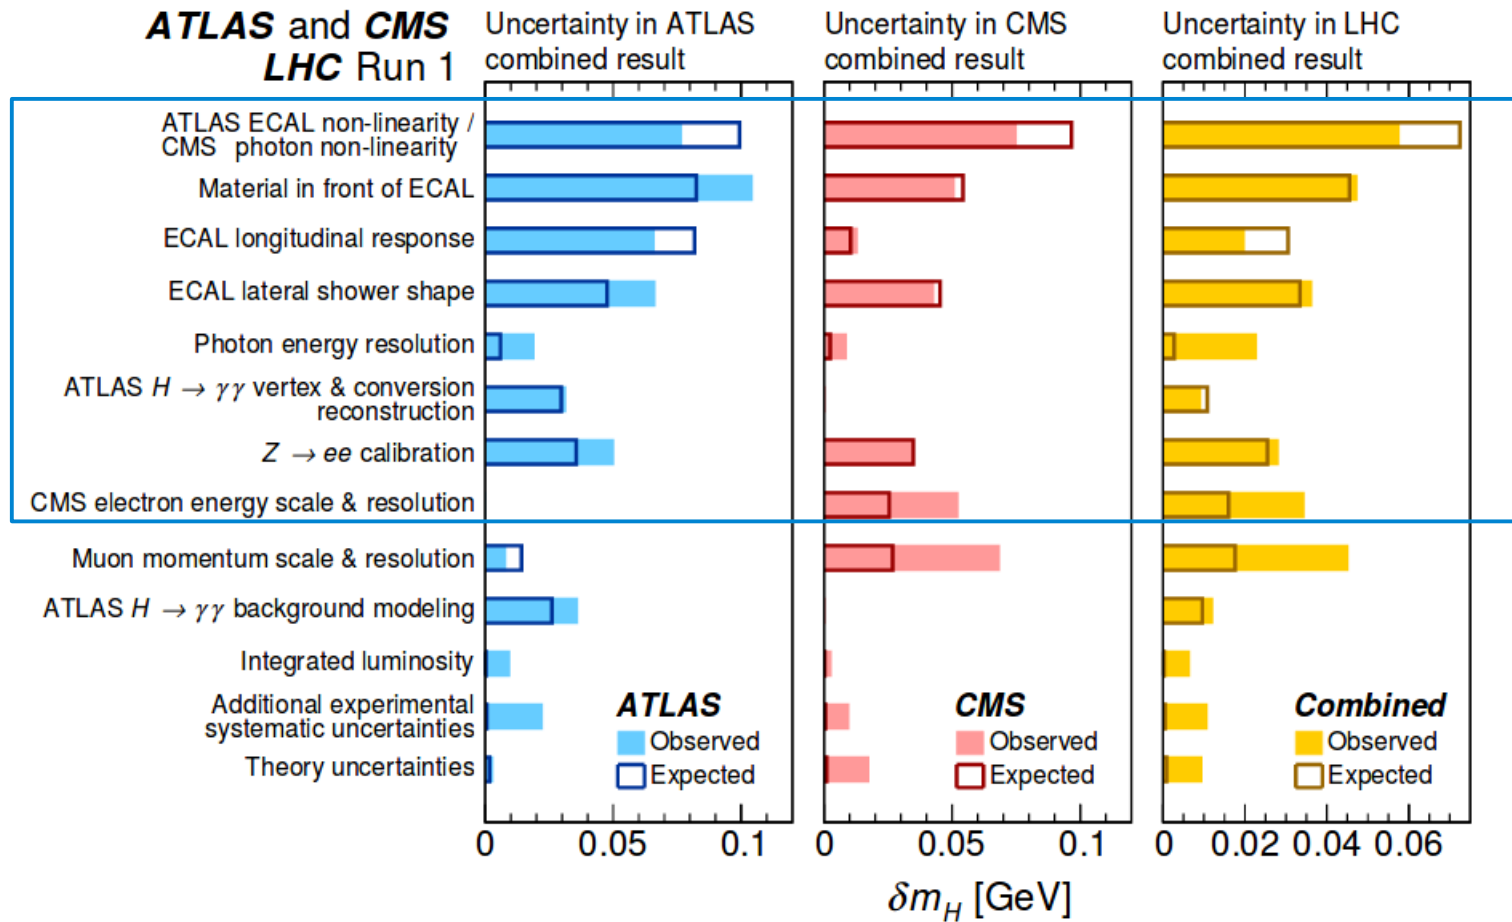 ATLAS and CMS
LHC Run 1
Uncertainty in ATLAS
combined result
Uncertainty in CMS
combined result
Uncertainty in LHC
combined result
ATLAS ECAL non-linearity /
CMS photon non-linearity
Material in front of ECAL
ECAL longitudinal response
ECAL lateral shower shape
Photon energy resolution
ATLAS H → γγ vertex & conversion
reconstruction
Z → ee calibration
CMS electron energy scale & resolution
Muon momentum scale & resolution
ATLAS H → γγ background modeling
Integrated luminosity
Additional experimental
systematic uncertainties
Theory uncertainties
ATLAS
Observed
Expected
CMS
Observed
Expected
Combined
Observed
Expected
0 0.05 0.1
0 0.05 0.1
0 0.02 0.04 0.06
δm_H [GeV]